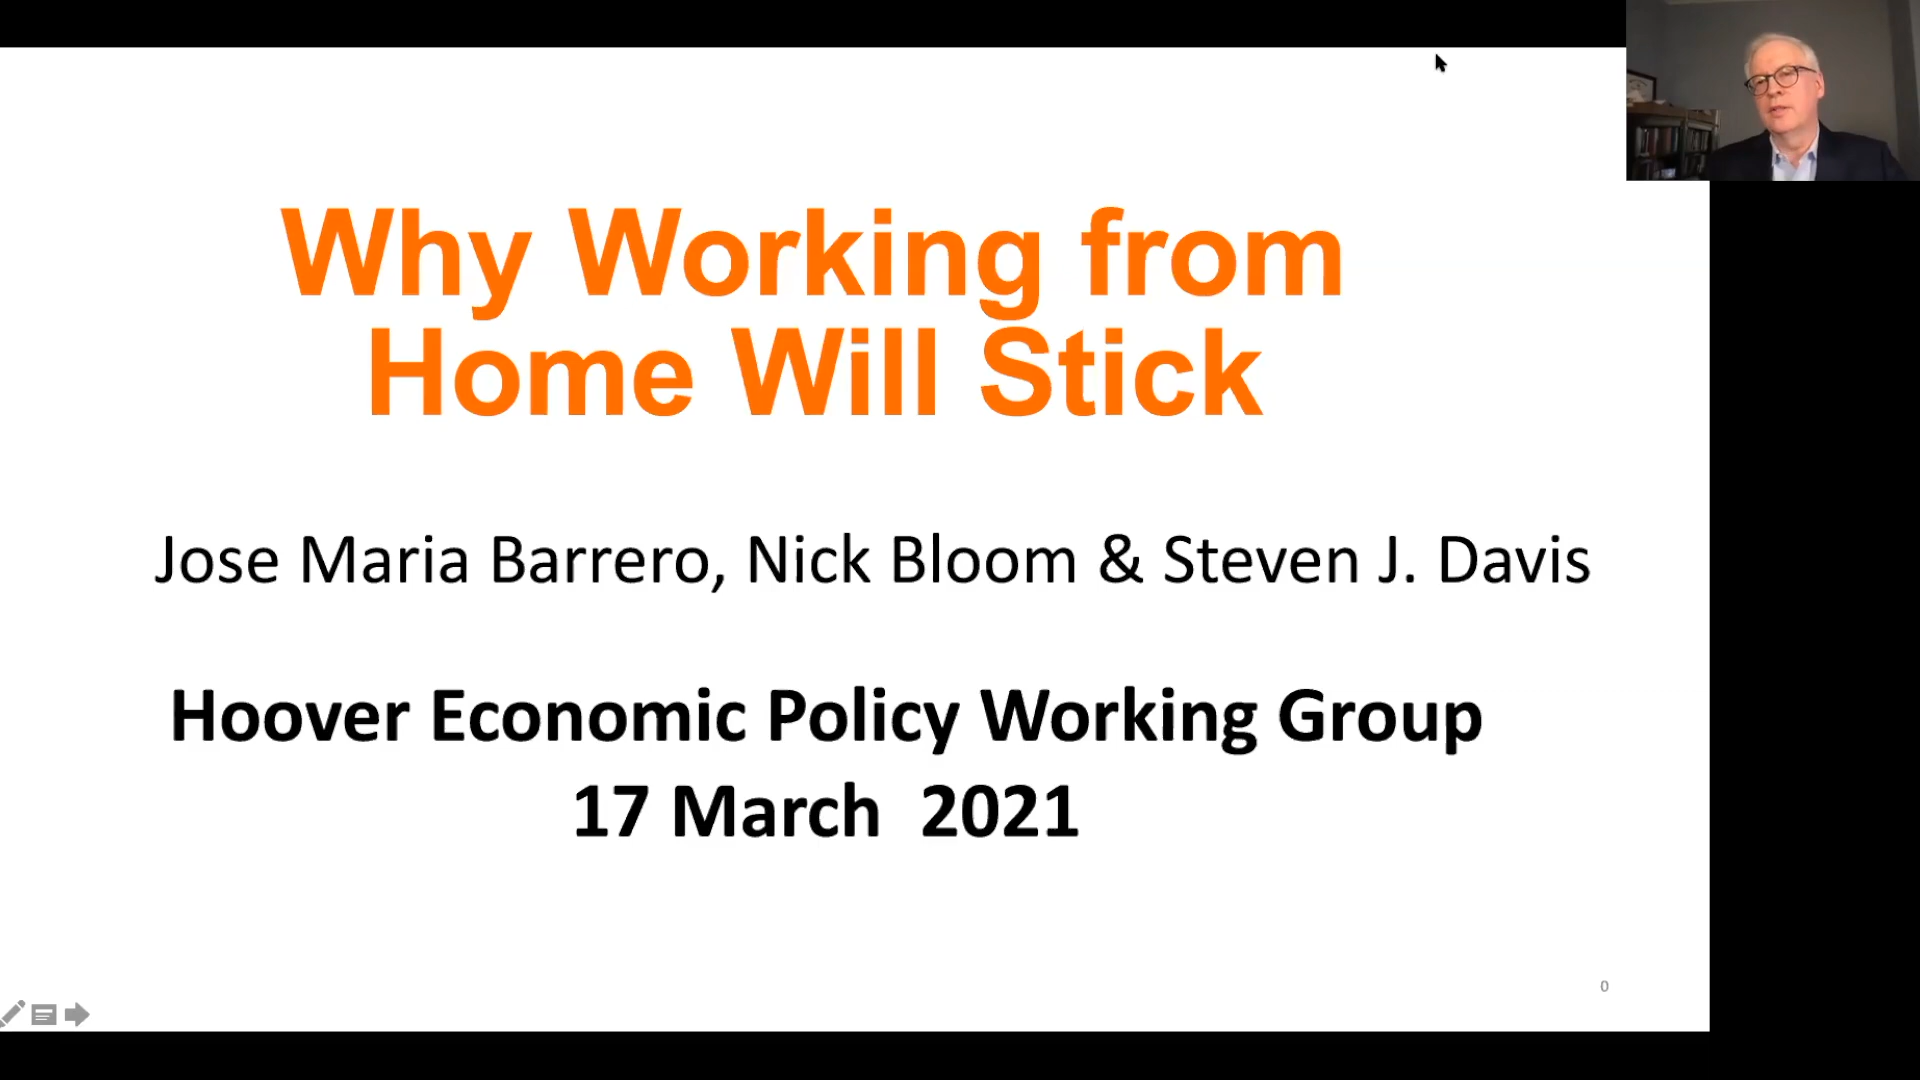 Why Working from
Home Will Stick
Jose Maria Barrero, Nick Bloom & Steven J. Davis
Hoover Economic Policy Working Group
17 March 2021
0